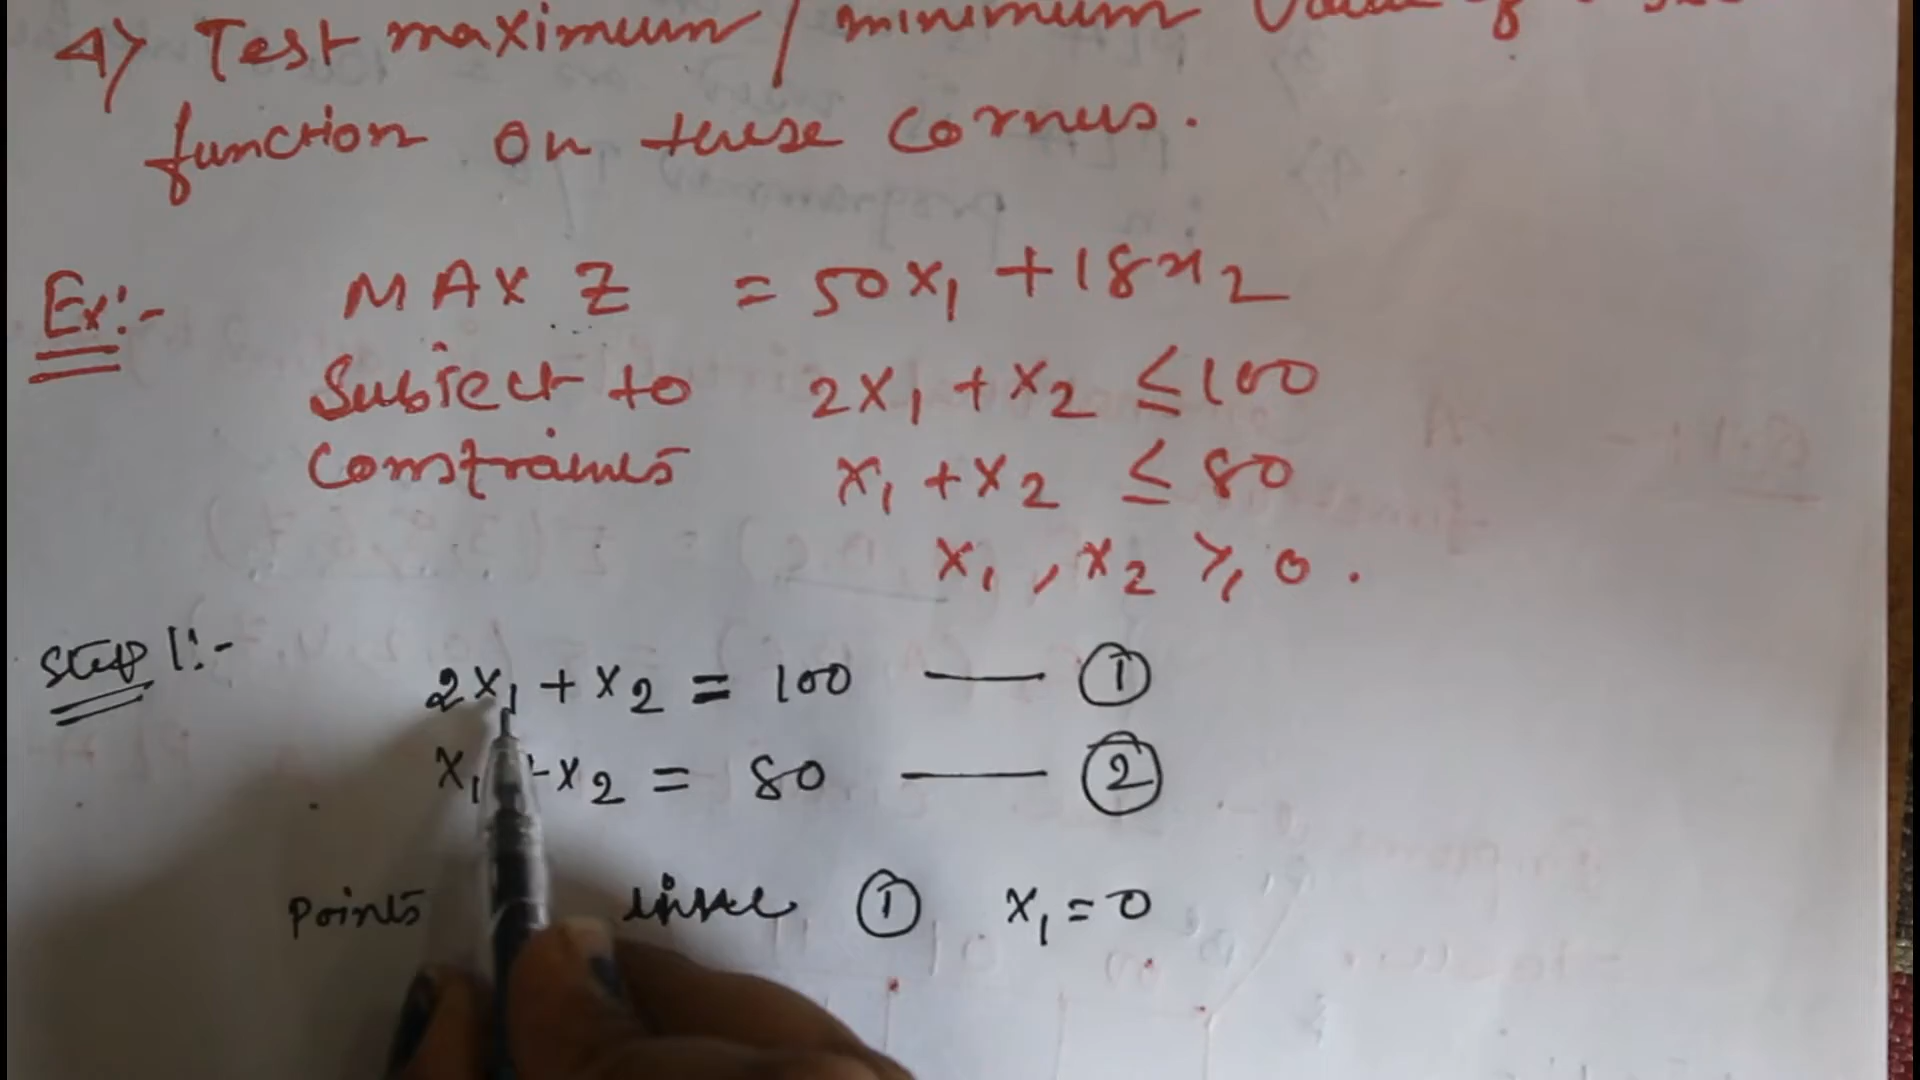 4) Test maximum / minimum Value of
function on these corners.
Ex:- MAX Z = 50x₁ + 18x₂
Subject to 2x₁ + x₂ ≤ 100
Constraints x₁ + x₂ ≤ 80
x₁, x₂ ≥ 0.
Step 1:-
2x₁ + x₂ = 100 —— ①
x₁ + x₂ = 80 —— ②
Points ① x₁ = 0